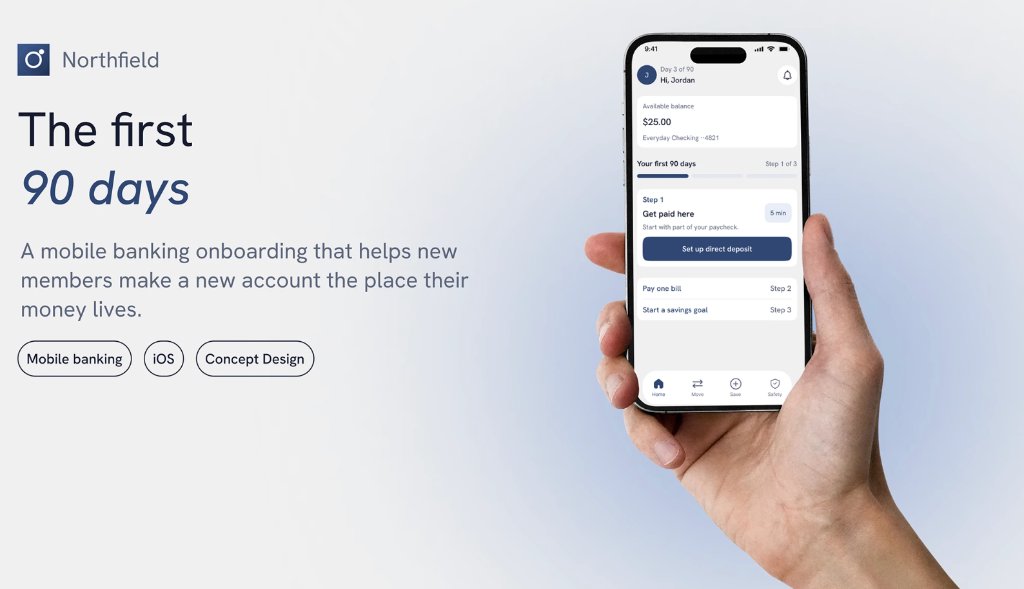 Northfield
The first
90 days
A mobile banking onboarding that helps new
members make a new account the place their
money lives.
Mobile banking
iOS
Concept Design
9:41
J
Day 3 of 90
Hi, Jordan
Available balance
$25.00
Everyday Checking ··4821
Your first 90 days
Step 1 of 3
Step 1
Get paid here
5 min
Start with part of your paycheck.
Set up direct deposit
Pay one bill
Step 2
Start a savings goal
Step 3
Home
Move
Save
Safety